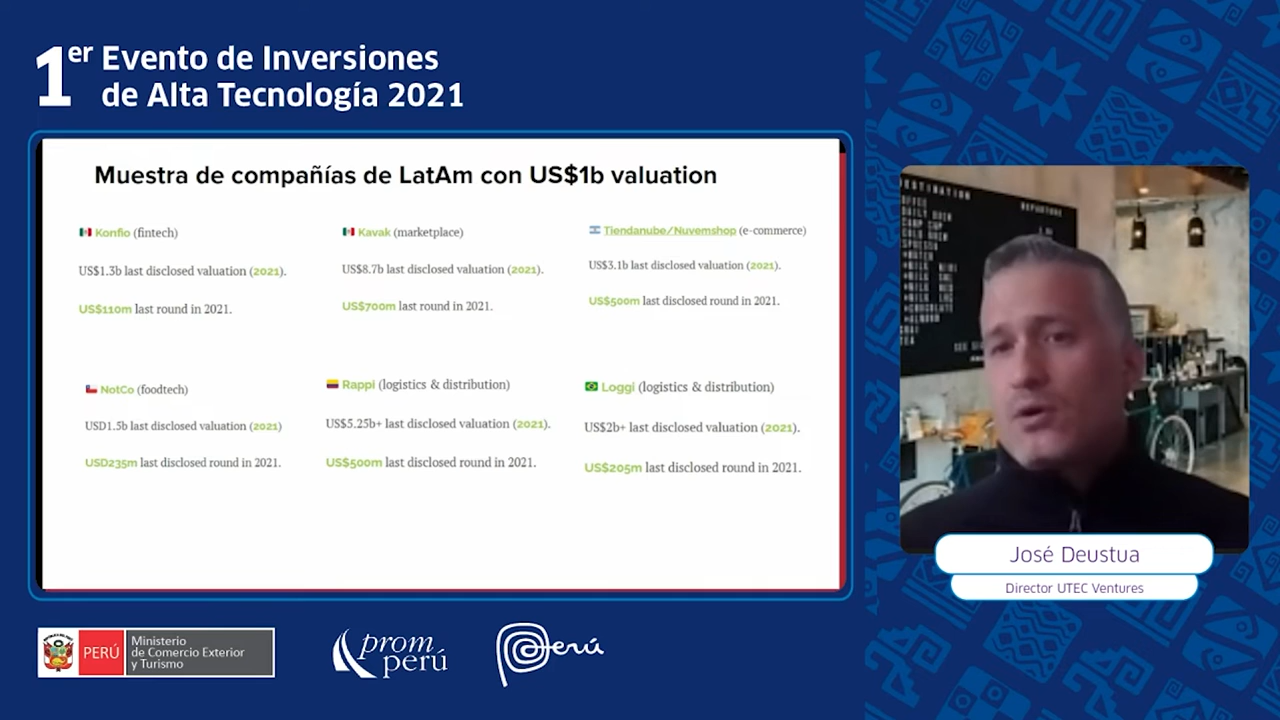 1er Evento de Inversiones
de Alta Tecnología 2021
Muestra de compañías de LatAm con US$1b valuation
Konfio (fintech)
US$1.3b last disclosed valuation (2021).
US$110m last round in 2021.
Kavak (marketplace)
US$8.7b last disclosed valuation (2021).
US$700m last round in 2021.
Tiendanube/Nuvemshop (e-commerce)
US$3.1b last disclosed valuation (2021).
US$500m last disclosed round in 2021.
NotCo (foodtech)
USD1.5b last disclosed valuation (2021)
USD235m last disclosed round in 2021.
Rappi (logistics & distribution)
US$5.25b+ last disclosed valuation (2021).
US$500m last disclosed round in 2021.
Loggi (logistics & distribution)
US$2b+ last disclosed valuation (2021).
US$205m last disclosed round in 2021.
José Deustua
Director UTEC Ventures
PERÚ
Ministerio
de Comercio Exterior
y Turismo
prom
perú
Perú